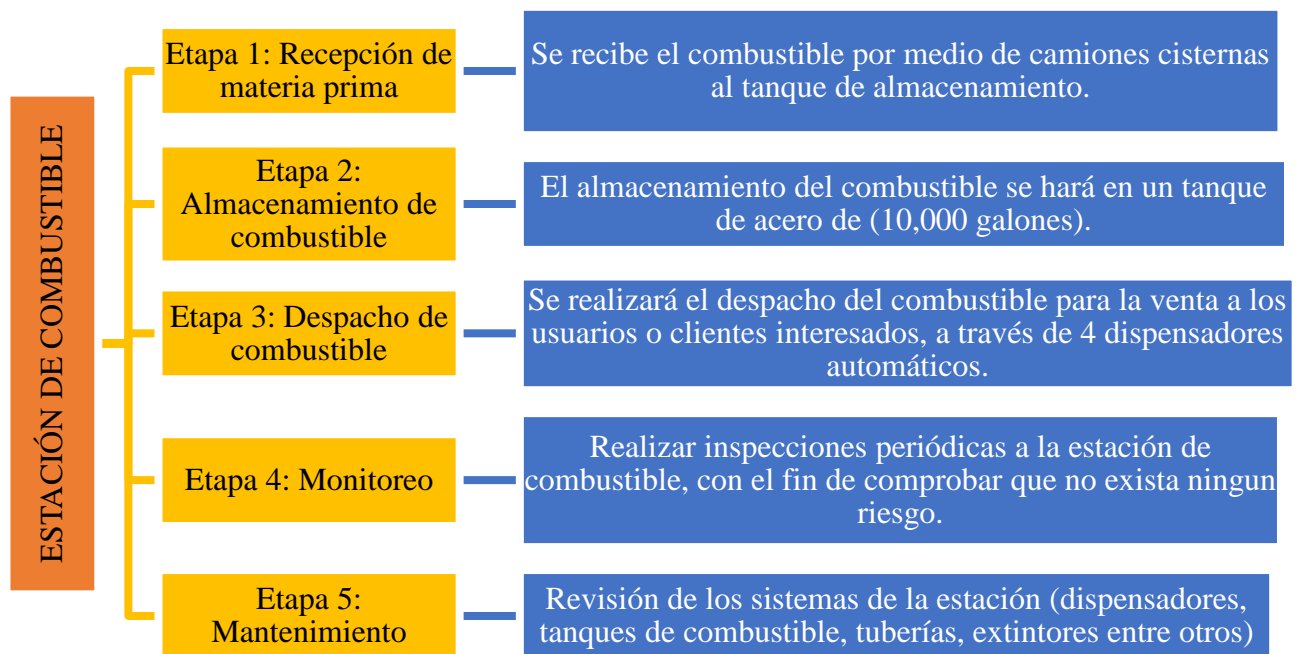 ESTACIÓN DE COMBUSTIBLE
Etapa 1: Recepción de
materia prima
Se recibe el combustible por medio de camiones cisternas
al tanque de almacenamiento.
Etapa 2:
Almacenamiento de
combustible
El almacenamiento del combustible se hará en un tanque
de acero de (10,000 galones).
Etapa 3: Despacho de
combustible
Se realizará el despacho del combustible para la venta a los
usuarios o clientes interesados, a través de 4 dispensadores
automáticos.
Etapa 4: Monitoreo
Realizar inspecciones periódicas a la estación de
combustible, con el fin de comprobar que no exista ningun
riesgo.
Etapa 5:
Mantenimiento
Revisión de los sistemas de la estación (dispensadores,
tanques de combustible, tuberías, extintores entre otros)